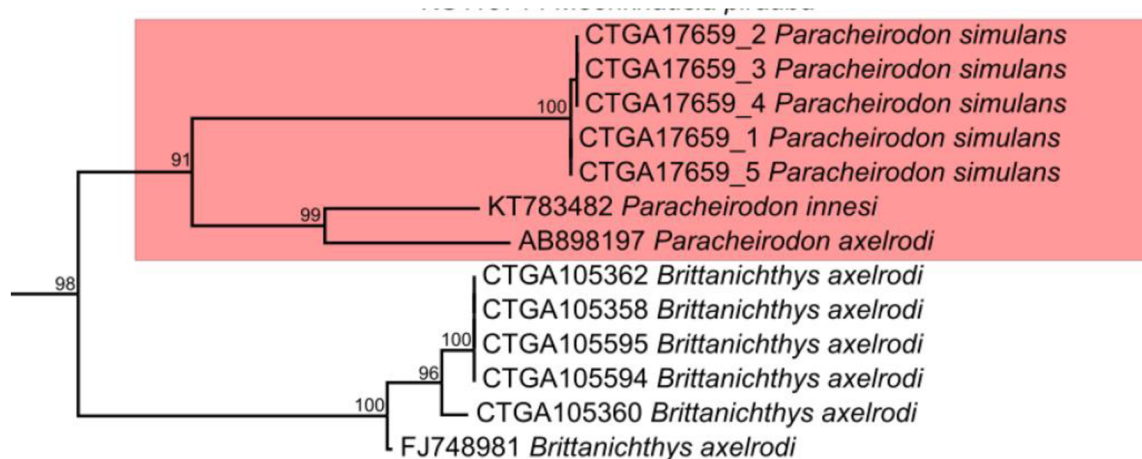 CTGA17659_2 Paracheirodon simulans
CTGA17659_3 Paracheirodon simulans
100 CTGA17659_4 Paracheirodon simulans
CTGA17659_1 Paracheirodon simulans
91 CTGA17659_5 Paracheirodon simulans
99 KT783482 Paracheirodon innesi
AB898197 Paracheirodon axelrodi
98 CTGA105362 Brittanichthys axelrodi
CTGA105358 Brittanichthys axelrodi
100 CTGA105595 Brittanichthys axelrodi
96 CTGA105594 Brittanichthys axelrodi
100 CTGA105360 Brittanichthys axelrodi
FJ748981 Brittanichthys axelrodi